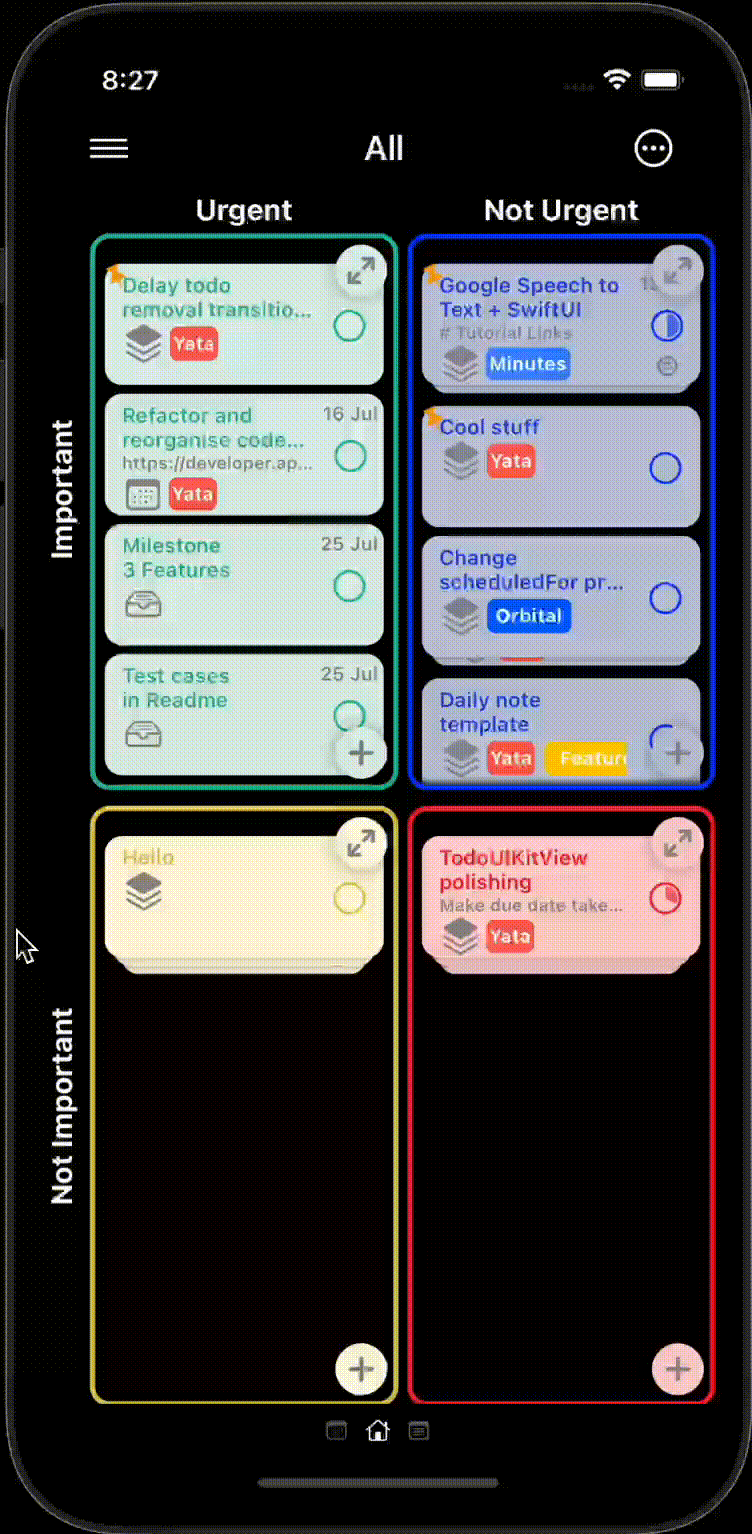 8:27
All
Urgent
Not Urgent
Important
Delay todo
removal transitio...
Yata
Refactor and
16 Jul
reorganise code...
https://developer.ap...
Yata
Milestone
25 Jul
3 Features
Test cases
25 Jul
in Readme
Google Speech to
Text + SwiftUI
# Tutorial Links
Minutes
Cool stuff
Yata
Change
scheduledFor pr...
Orbital
Daily note
template
Yata
Not Important
Hello
TodoUIKitView
polishing
Make due date take...
Yata